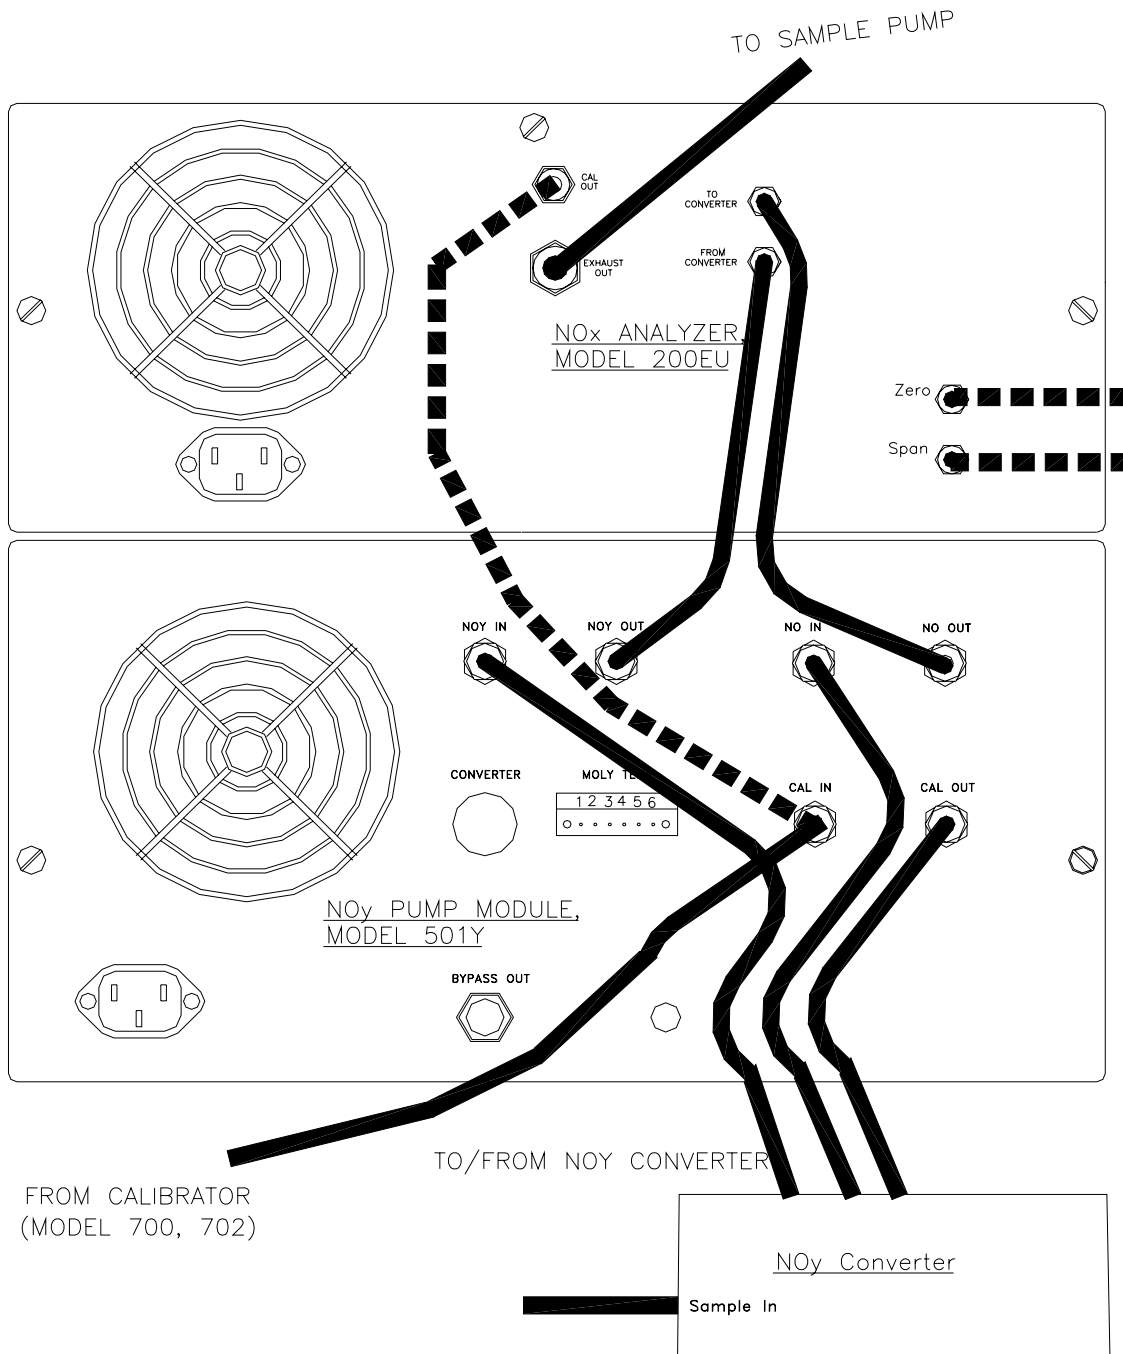 TO SAMPLE PUMP
CAL
OUT
TO
CONVERTER
EXHAUST
OUT
FROM
CONVERTER
NOx ANALYZER,
MODEL 200EU
Zero
Span
NOY IN
NOY OUT
NO IN
NO OUT
CONVERTER
MOLY
CAL IN
CAL OUT
1 2 3 4 5 6
NOy PUMP MODULE,
MODEL 501Y
BYPASS OUT
TO/FROM NOY CONVERTER
FROM CALIBRATOR
(MODEL 700, 702)
NOy Converter
Sample In